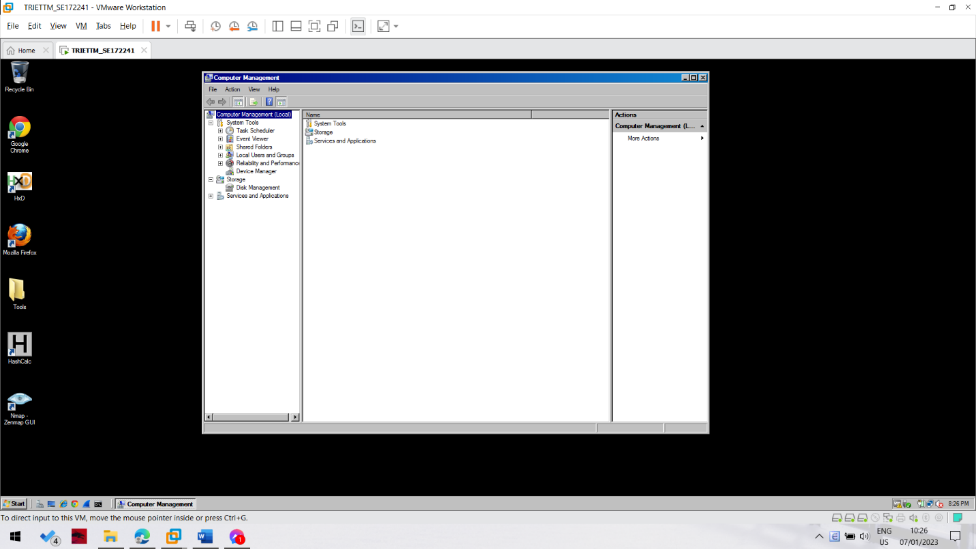 TRIETTM_SE172241 - VMware Workstation
File Edit View VM Tabs Help
Home
TRIETTM_SE172241
Recycle Bin
Google
Chrome
HxD
Mozilla Firefox
Tools
HashCalc
Nmap -
Zenmap GUI
Computer Management
File Action View Help
Computer Management (Local)
System Tools
Task Scheduler
Event Viewer
Shared Folders
Local Users and Groups
Reliability and Performanc
Device Manager
Storage
Disk Management
Services and Applications
Name
System Tools
Storage
Services and Applications
Actions
Computer Management (L...
More Actions
Start
Computer Management
8:26 PM
To direct input to this VM, move the mouse pointer inside or press Ctrl+G.
4
1
ENG
US
10:26
07/01/2023